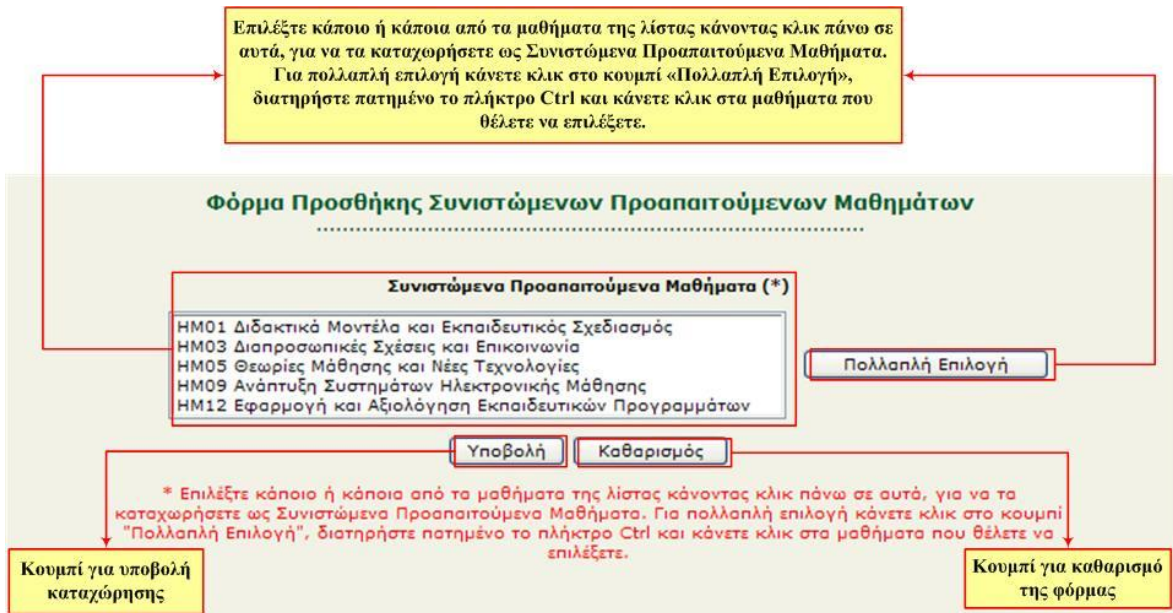 Επιλέξτε κάποιο ή κάποια από τα μαθήματα της λίστας κάνοντας κλικ πάνω σε
αυτά, για να τα καταχωρήσετε ως Συνιστώμενα Προαπαιτούμενα Μαθήματα.
Για πολλαπλή επιλογή κάνετε κλικ στο κουμπί «Πολλαπλή Επιλογή»,
διατηρήστε πατημένο το πλήκτρο Ctrl και κάνετε κλικ στα μαθήματα που
θέλετε να επιλέξετε.
Φόρμα Προσθήκης Συνιστώμενων Προαπαιτούμενων Μαθημάτων
Συνιστώμενα Προαπαιτούμενα Μαθήματα (*)
ΗΜ01 Διδακτικά Μοντέλα και Εκπαιδευτικός Σχεδιασμός
ΗΜ03 Διαπροσωπικές Σχέσεις και Επικοινωνία
ΗΜ05 Θεωρίες Μάθησης και Νέες Τεχνολογίες
ΗΜ09 Ανάπτυξη Συστημάτων Ηλεκτρονικής Μάθησης
ΗΜ12 Εφαρμογή και Αξιολόγηση Εκπαιδευτικών Προγραμμάτων
Πολλαπλή Επιλογή
Υποβολή Καθαρισμός
* Επιλέξτε κάποιο ή κάποια από τα μαθήματα της λίστας κάνοντας κλικ πάνω σε αυτά, για να τα
καταχωρήσετε ως Συνιστώμενα Προαπαιτούμενα Μαθήματα. Για πολλαπλή επιλογή κάνετε κλικ στο κουμπί
"Πολλαπλή Επιλογή", διατηρήστε πατημένο το πλήκτρο Ctrl και κάνετε κλικ στα μαθήματα που θέλετε να
επιλέξετε.
Κουμπί για υποβολή
καταχώρησης
Κουμπί για καθαρισμό
της φόρμας